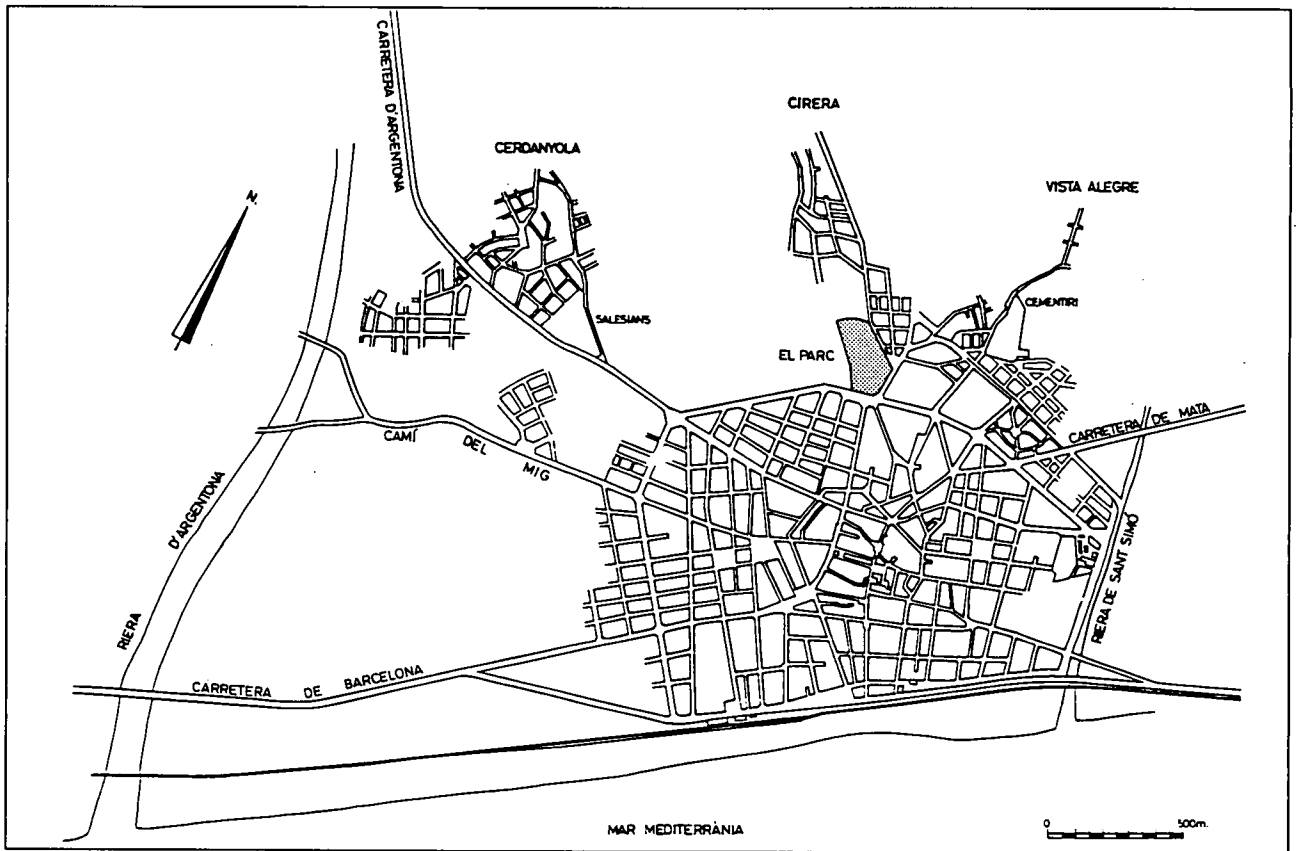 CARRETERA D'ARGENTONA
CIRERA
CERDANYOLA
VISTA ALEGRE
N.
CEMENTIRI
SALESIANS
EL PARC
CARRETERA DE MATA
CAMÍ DEL MIG
RIERA D'ARGENTONA
RIERA DE SANT SIMÓ
CARRETERA DE BARCELONA
MAR MEDITERRÀNIA
0 500m.